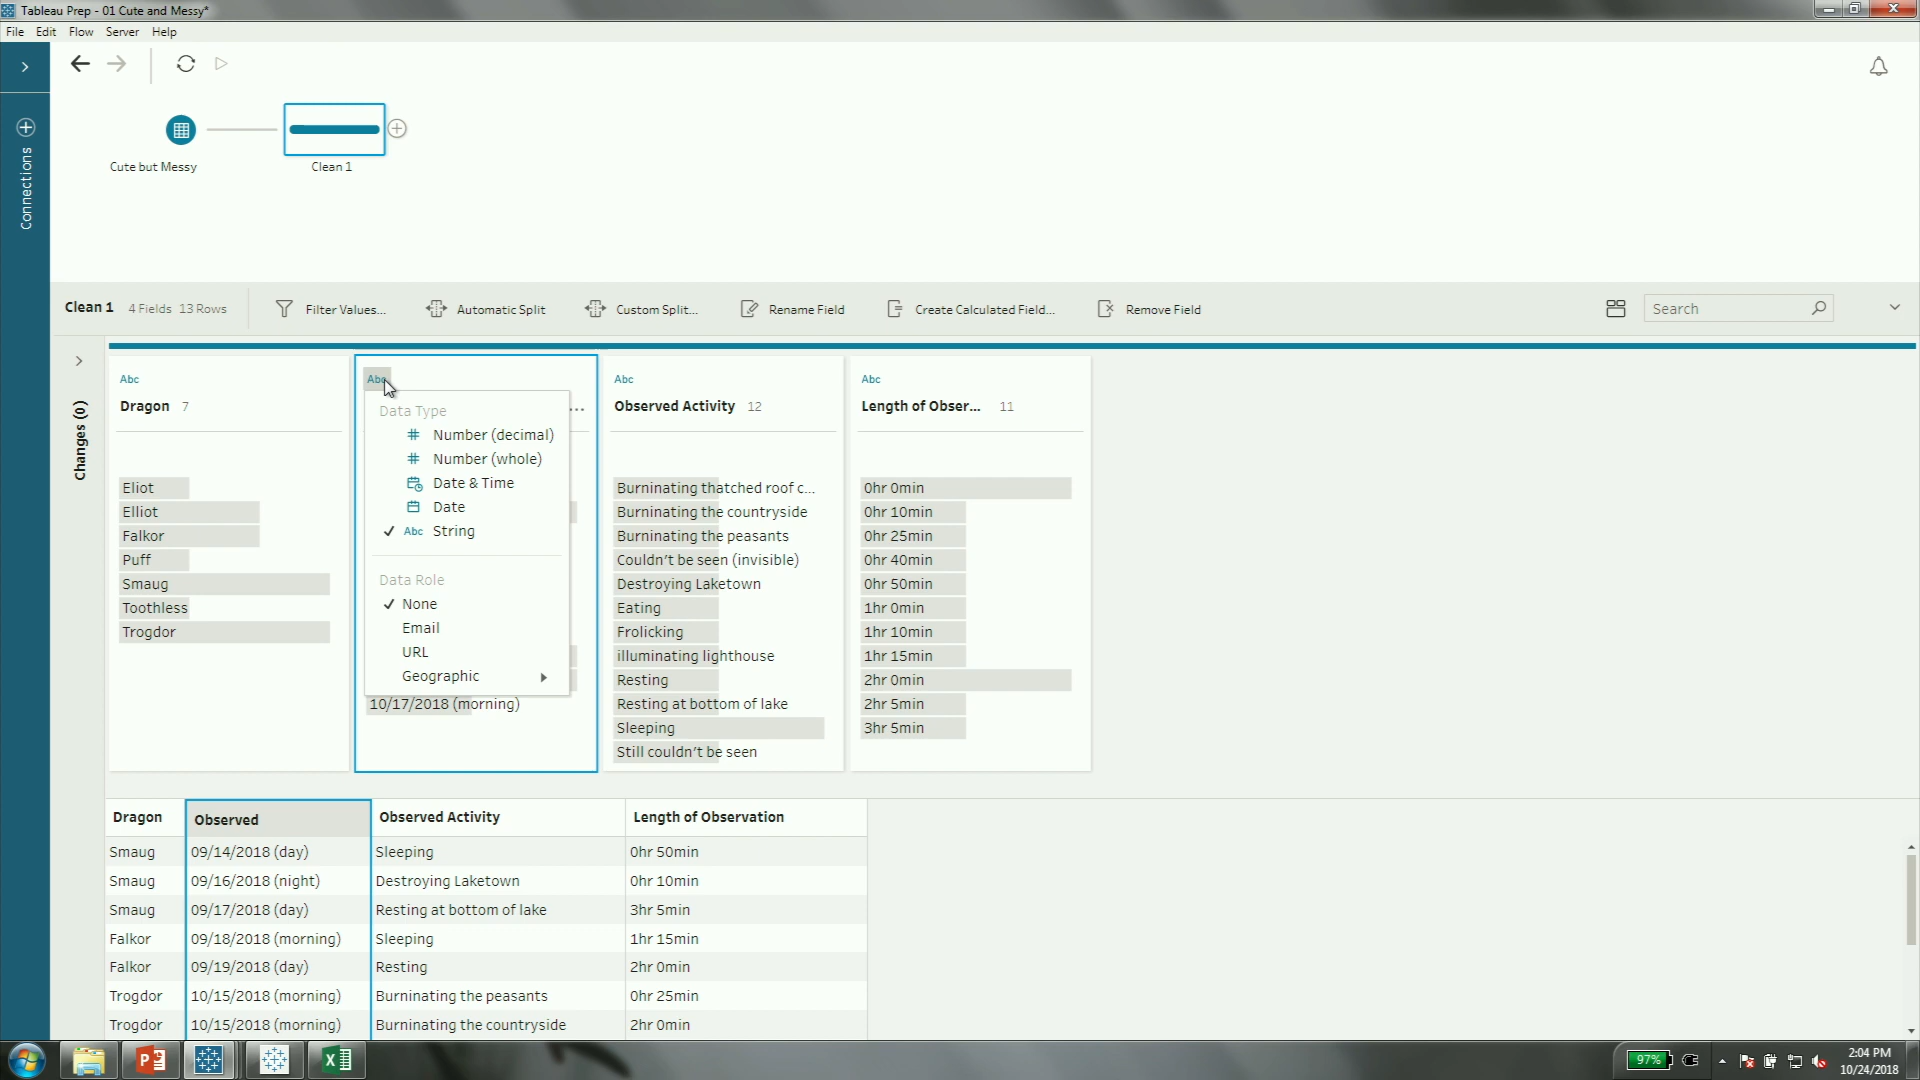 Tableau Prep - 01 Cute and Messy*
File Edit Flow Server Help
Connections
Cute but Messy
Clean 1
Clean 1 4 Fields 13 Rows Filter Values... Automatic Split Custom Split... Rename Field Create Calculated Field... Remove Field Search
Changes (0)
Abc
Dragon 7
Eliot
Elliot
Falkor
Puff
Smaug
Toothless
Trogdor
Abc
...
Data Type
# Number (decimal)
# Number (whole)
Date & Time
Date
✓ Abc String
Data Role
✓ None
Email
URL
Geographic
10/17/2018 (morning)
Abc
Observed Activity 12
Burninating thatched roof c...
Burninating the countryside
Burninating the peasants
Couldn't be seen (invisible)
Destroying Laketown
Eating
Frolicking
illuminating lighthouse
Resting
Resting at bottom of lake
Sleeping
Still couldn't be seen
Abc
Length of Obser... 11
0hr 0min
0hr 10min
0hr 25min
0hr 40min
0hr 50min
1hr 0min
1hr 10min
1hr 15min
2hr 0min
2hr 5min
3hr 5min
Dragon Observed Observed Activity Length of Observation
Smaug 09/14/2018 (day) Sleeping 0hr 50min
Smaug 09/16/2018 (night) Destroying Laketown 0hr 10min
Smaug 09/17/2018 (day) Resting at bottom of lake 3hr 5min
Falkor 09/18/2018 (morning) Sleeping 1hr 15min
Falkor 09/19/2018 (day) Resting 2hr 0min
Trogdor 10/15/2018 (morning) Burninating the peasants 0hr 25min
Trogdor 10/15/2018 (morning) Burninating the countryside 2hr 0min
97%
2:04 PM
10/24/2018